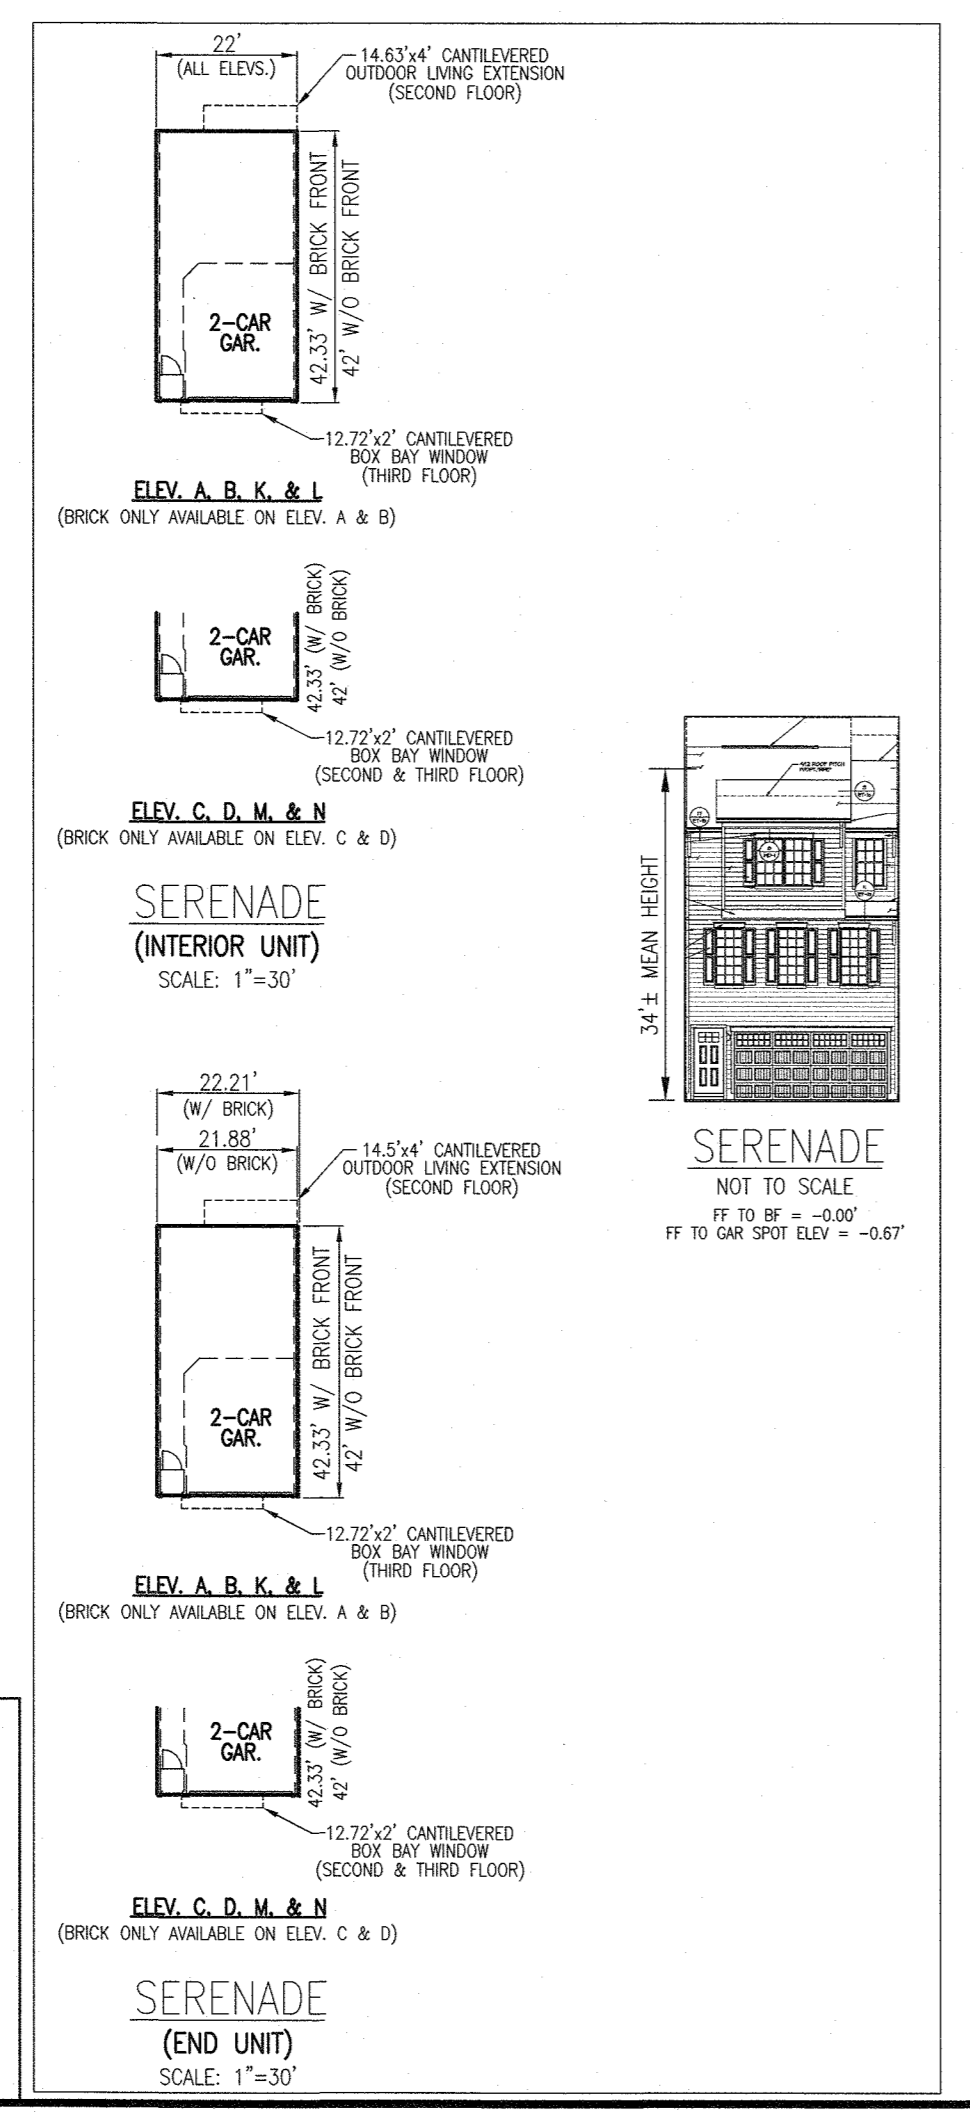 22'
(ALL ELEVS.)
14.63'x4' CANTILEVERED
OUTDOOR LIVING EXTENSION
(SECOND FLOOR)
42.33' W/ BRICK FRONT
42' W/O BRICK FRONT
2-CAR
GAR.
12.72'x2' CANTILEVERED
BOX BAY WINDOW
(THIRD FLOOR)
ELEV. A, B, K, & L
(BRICK ONLY AVAILABLE ON ELEV. A & B)
42.33' (W/ BRICK)
42' (W/O BRICK)
2-CAR
GAR.
12.72'x2' CANTILEVERED
BOX BAY WINDOW
(SECOND & THIRD FLOOR)
ELEV. C, D, M, & N
(BRICK ONLY AVAILABLE ON ELEV. C & D)
SERENADE
(INTERIOR UNIT)
SCALE: 1"=30'
34'± MEAN HEIGHT
SERENADE
NOT TO SCALE
FF TO BF = -0.00'
FF TO GAR SPOT ELEV = -0.67'
22.21'
(W/ BRICK)
21.88'
(W/O BRICK)
14.5'x4' CANTILEVERED
OUTDOOR LIVING EXTENSION
(SECOND FLOOR)
42.33' W/ BRICK FRONT
42' W/O BRICK FRONT
2-CAR
GAR.
12.72'x2' CANTILEVERED
BOX BAY WINDOW
(THIRD FLOOR)
ELEV. A, B, K, & L
(BRICK ONLY AVAILABLE ON ELEV. A & B)
42.33' (W/ BRICK)
42' (W/O BRICK)
2-CAR
GAR.
12.72'x2' CANTILEVERED
BOX BAY WINDOW
(SECOND & THIRD FLOOR)
ELEV. C, D, M, & N
(BRICK ONLY AVAILABLE ON ELEV. C & D)
SERENADE
(END UNIT)
SCALE: 1"=30'